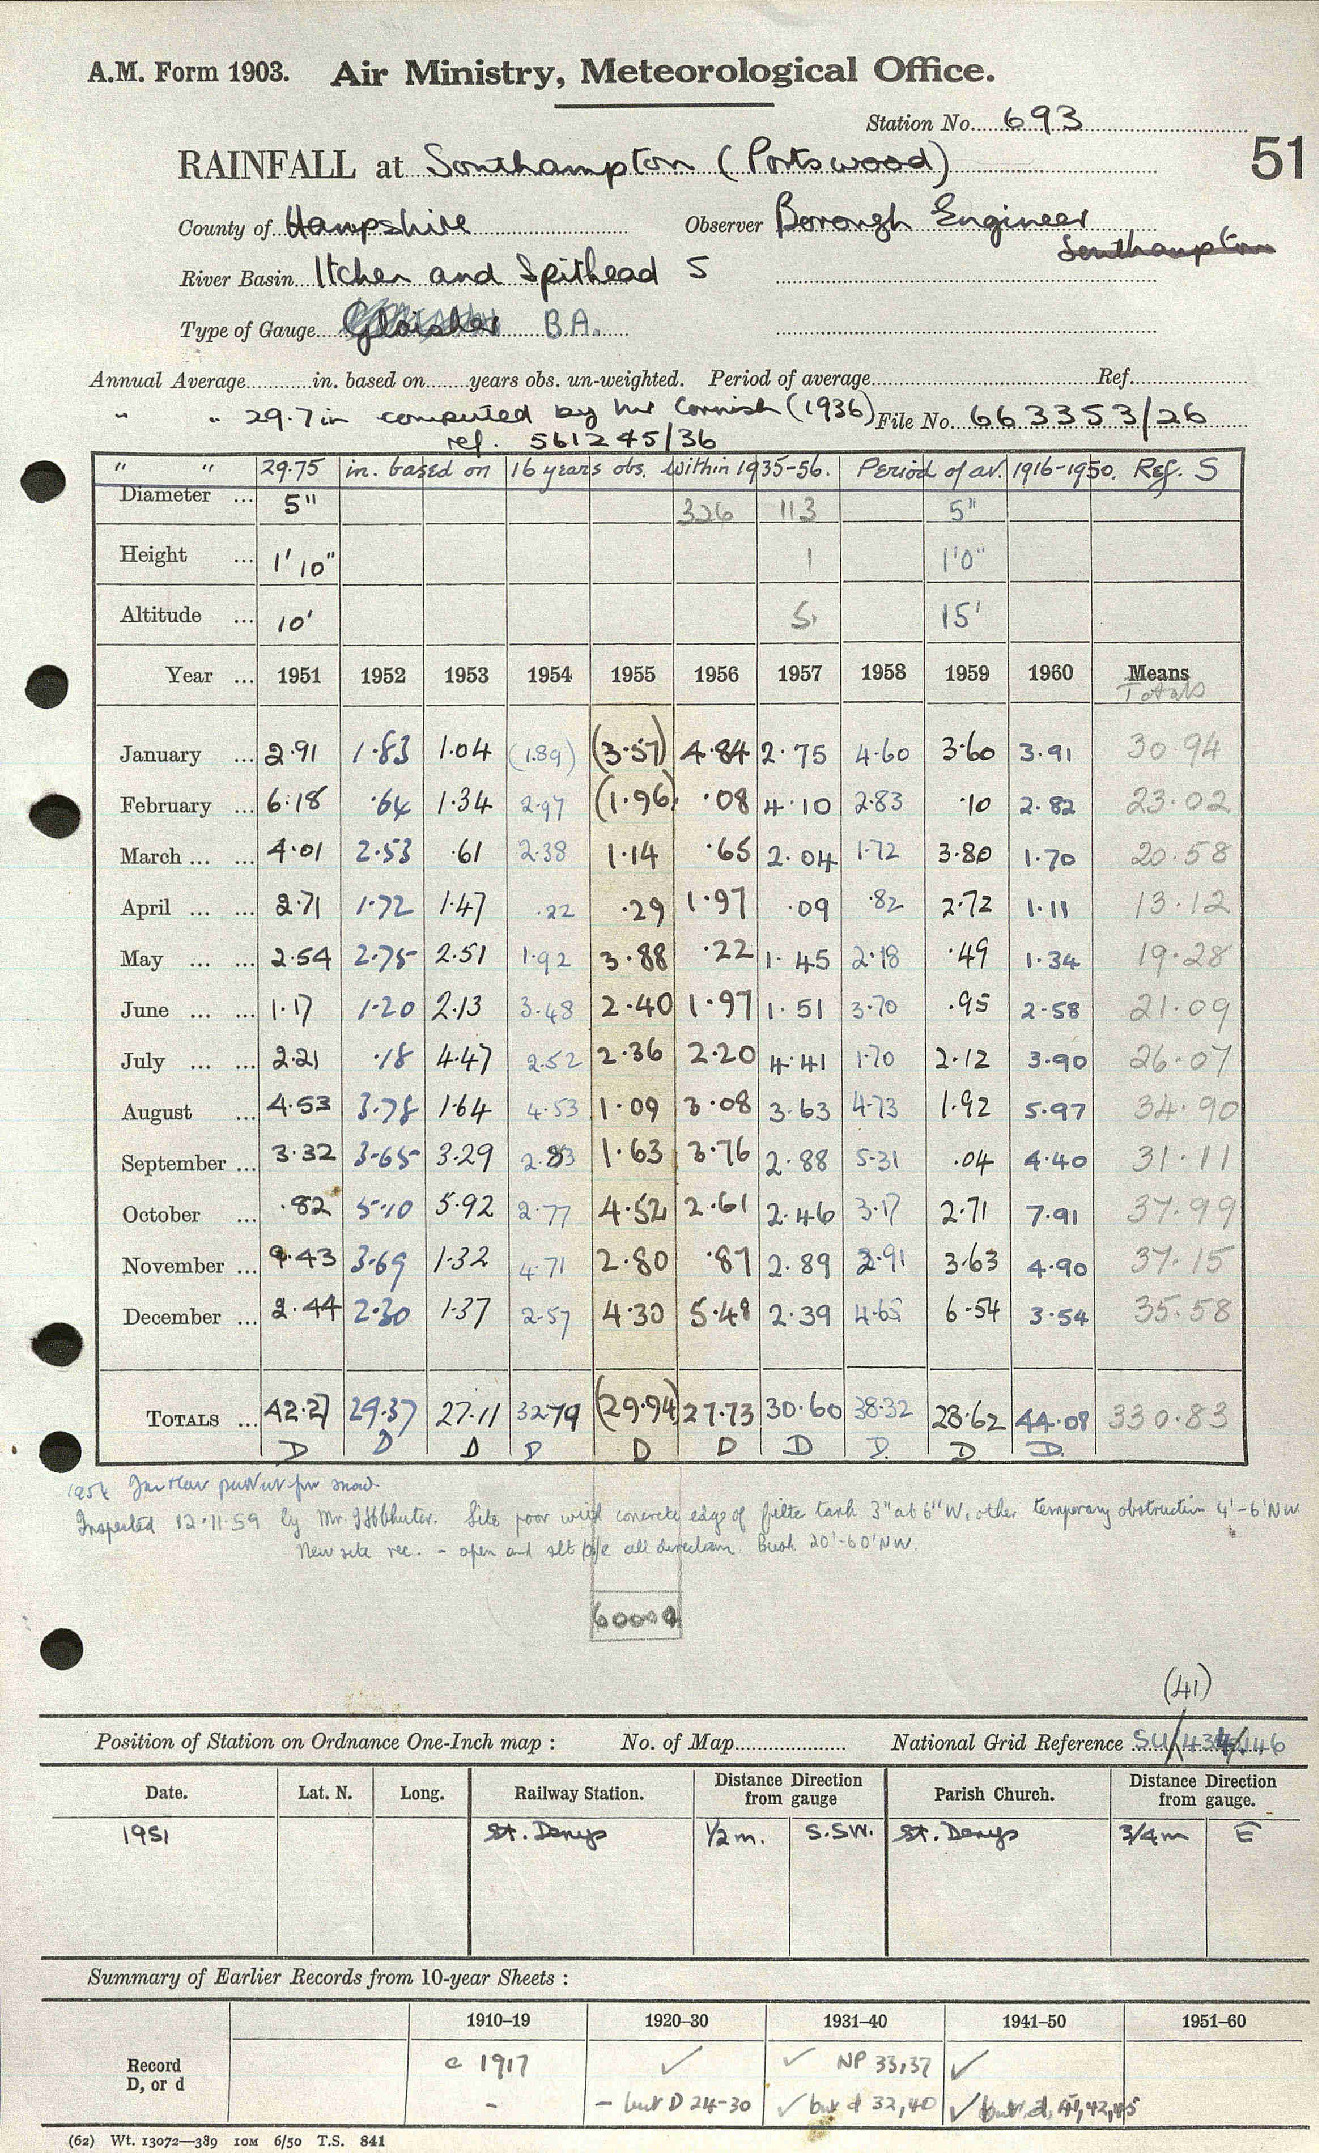 A.M. Form 1903. Air Ministry, Meteorological Office.
Station No. 693
51
RAINFALL at Southampton (Portswood)
County of Hampshire Observer Borough Engineer
Southampton
River Basin Itchen and Spithead S
Type of Gauge Glaisher B.A.
Annual Average in. based on years obs. un-weighted. Period of average Ref.
" " 29.7 in computed by Mr Cornish (1936) File No. 663353/26
ref. 561245/36
" " 29.75 in. based on 16 years obs. within 1935-56. Period of av. 1916-1950. Ref. S
Diameter ... 5" 326 113 5"
Height ... 1'10" 1 1'0"
Altitude ... 10' 5 15'
Year ... 1951 1952 1953 1954 1955 1956 1957 1958 1959 1960 Means
Totals
January 2.91 1.83 1.04 (1.89) (3.57) 4.84 2.75 4.60 3.60 3.91 30.94
February ... 6.18 .64 1.34 2.97 (1.96) .08 4.10 2.83 .10 2.82 23.02
March ... ... 4.01 2.53 .61 2.38 1.14 .65 2.04 1.72 3.80 1.70 20.58
April ... ... 2.71 1.72 1.47 .22 .29 1.97 .09 .82 2.72 1.11 13.12
May ... ... 2.54 2.75 2.51 1.92 3.88 .22 1.45 2.18 .49 1.34 19.28
June ... ... 1.17 1.20 2.13 3.48 2.40 1.97 1.51 3.70 .95 2.58 21.09
July ... ... 2.21 .18 4.47 2.52 2.36 2.20 4.41 1.70 2.12 3.90 26.07
August ... 4.53 3.78 1.64 4.53 1.09 3.08 3.63 4.73 1.92 5.97 34.90
September ... 3.32 3.65 3.29 2.83 1.63 3.76 2.88 5.31 .04 4.40 31.11
October ... .82 5.10 5.92 2.77 4.52 2.61 2.46 3.17 2.71 7.91 37.99
November ... 9.43 3.69 1.32 4.71 2.80 .87 2.89 2.91 3.63 4.90 37.15
December ... 2.44 2.30 1.37 2.57 4.30 5.48 2.39 4.65 6.54 3.54 35.58
TOTALS ... 42.27 29.37 27.11 32.79 (29.94) 27.73 30.60 38.32 28.62 44.08 330.83
D D D D D D D D D D
1954 for snow.
Inspected 12.11.59 by Mr. Site poor with concrete edge of filter tank 3" at 6" W, other temporary obstruction 4'-6' NW
New site rec. - open and all direction. Bush 20'-60' NW.
6000
(41)
Position of Station on Ordnance One-Inch map : No. of Map National Grid Reference SU/434146
Date. Lat. N. Long. Railway Station. Distance from gauge Direction Parish Church. Distance from gauge. Direction
1951 St. Denys 1/2 m. S.SW. St. Denys 3/4 m E
Summary of Earlier Records from 10-year Sheets :
1910–19 1920–30 1931–40 1941–50 1951–60
Record c 1917 ✓ ✓ NP 33,37 ✓
D, or d - - but D 24-30 ✓ but d 32,40 ✓ but d, 41,42,45
(62) Wt. 13072—389 10M 6/50 T.S. 841